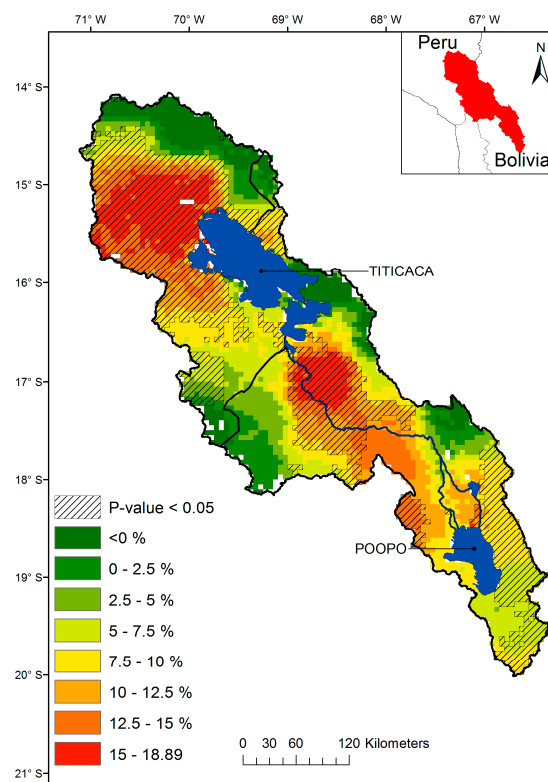 71° W 70° W 69° W 68° W 67° W
Peru
N
Bolivia
14° S
15° S
16° S
17° S
18° S
19° S
20° S
21° S
TITICACA
POOPO
P-value < 0.05
<0 %
0 - 2.5 %
2.5 - 5 %
5 - 7.5 %
7.5 - 10 %
10 - 12.5 %
12.5 - 15 %
15 - 18.89
0 30 60 120 Kilometers